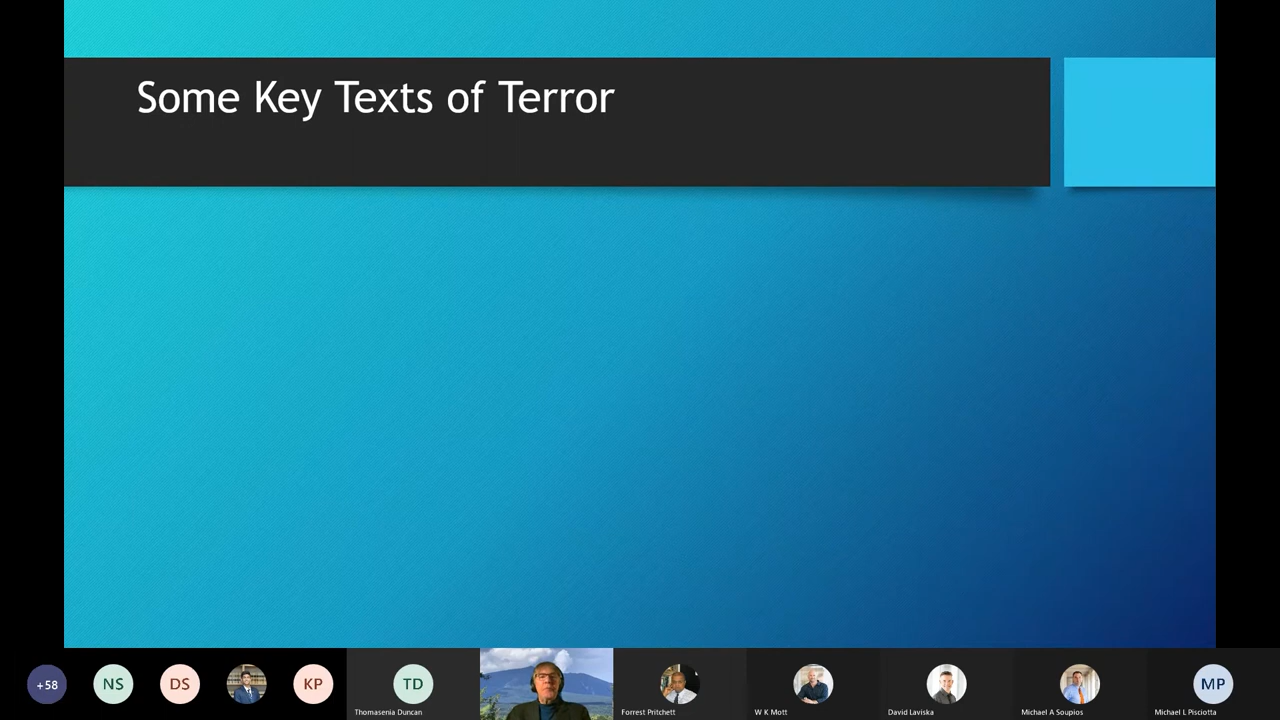 Some Key Texts of Terror
+58
NS
DS
KP
TD
Thomasenia Duncan
Forrest Pritchett
W K Mott
David Laviska
Michael A Soupios
MP
Michael L Pisciotta